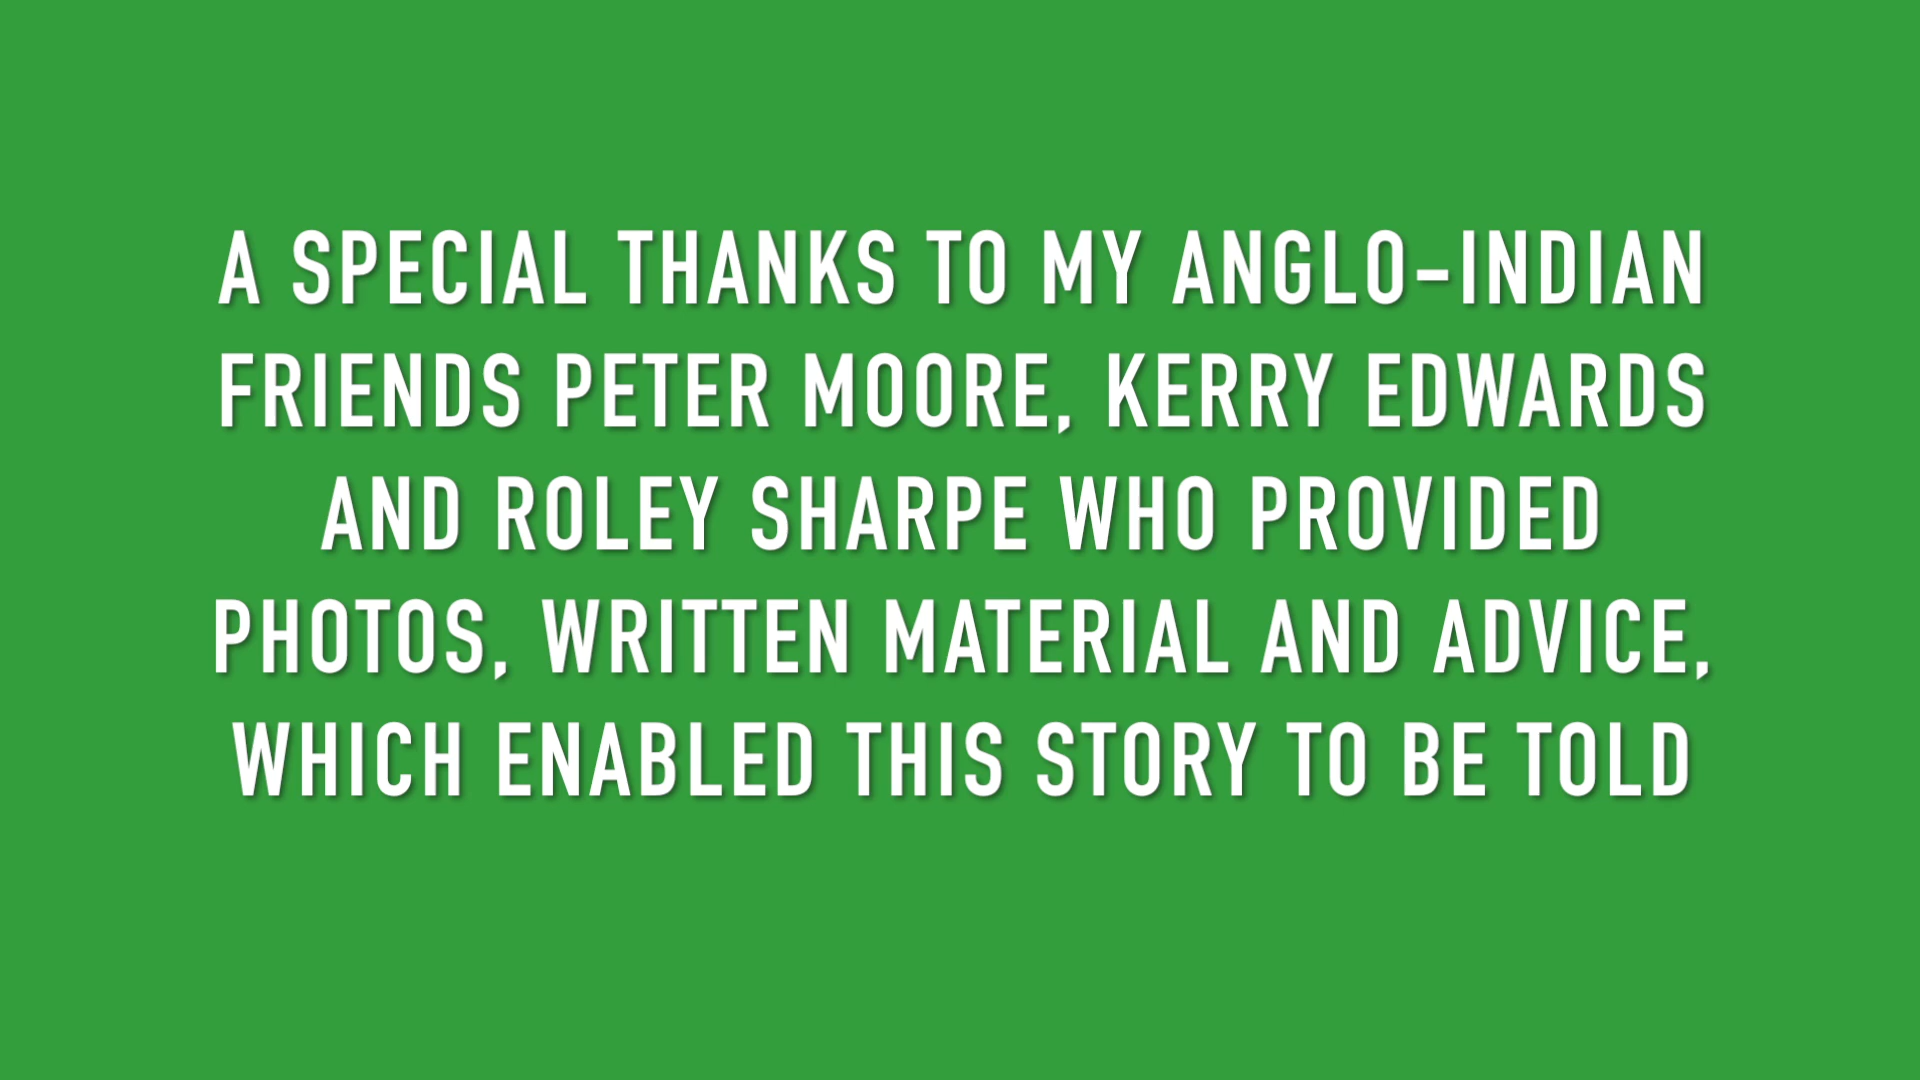 A SPECIAL THANKS TO MY ANGLO-INDIAN
FRIENDS PETER MOORE, KERRY EDWARDS
AND ROLEY SHARPE WHO PROVIDED
PHOTOS, WRITTEN MATERIAL AND ADVICE,
WHICH ENABLED THIS STORY TO BE TOLD